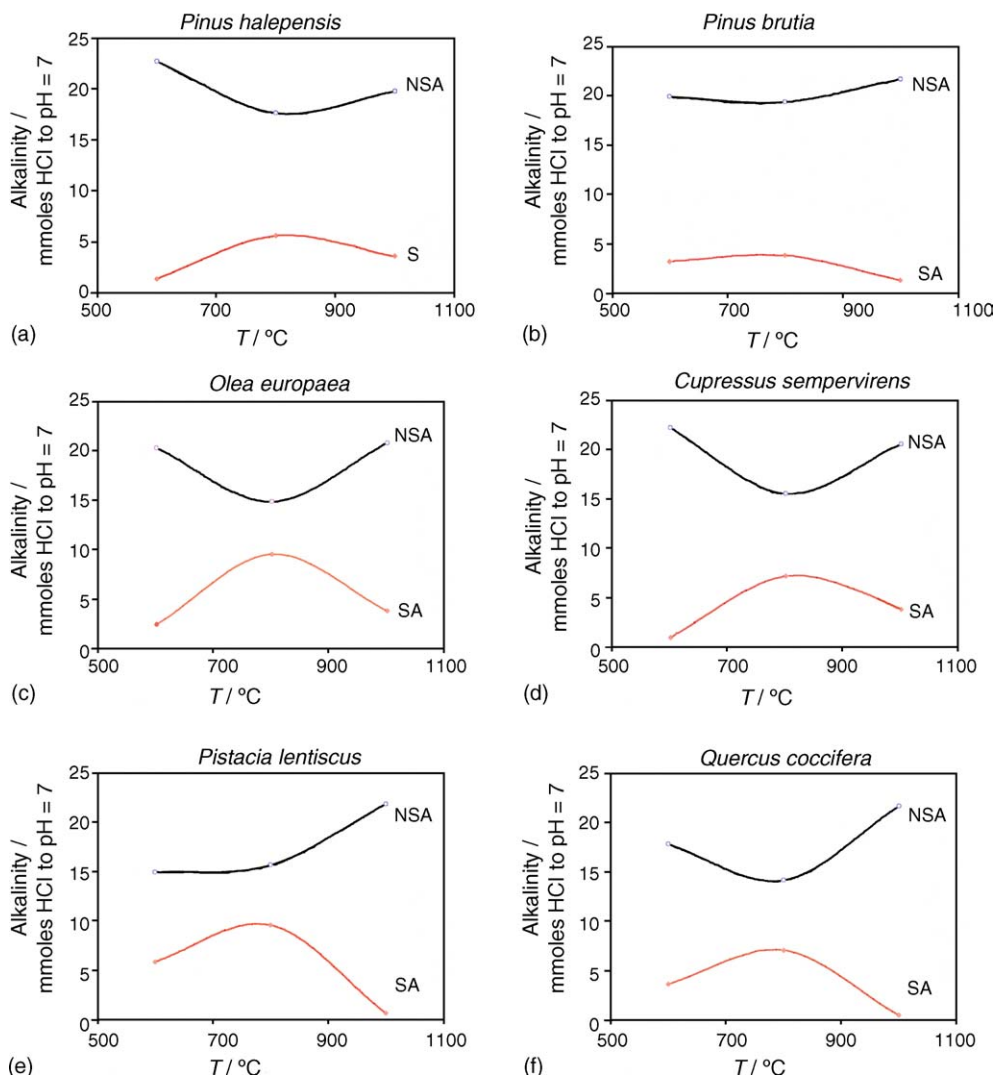 Pinus halepensis
Alkalinity /
mmoles HCl to pH = 7
25
20
15
10
5
0
NSA
S
500
700
900
1100
T / ºC
(a)
Pinus brutia
Alkalinity /
mmoles HCl to pH = 7
25
20
15
10
5
0
NSA
SA
500
700
900
1100
T / ºC
(b)
Olea europaea
Alkalinity /
mmoles HCl to pH = 7
25
20
15
10
5
0
NSA
SA
500
700
900
1100
T / ºC
(c)
Cupressus sempervirens
Alkalinity /
mmoles HCl to pH = 7
25
20
15
10
5
0
NSA
SA
500
700
900
1100
T / ºC
(d)
Pistacia lentiscus
Alkalinity /
mmoles HCl to pH = 7
25
20
15
10
5
0
NSA
SA
500
700
900
1100
T / ºC
(e)
Quercus coccifera
Alkalinity /
mmoles HCl to pH = 7
25
20
15
10
5
0
NSA
SA
500
700
900
1100
T / ºC
(f)